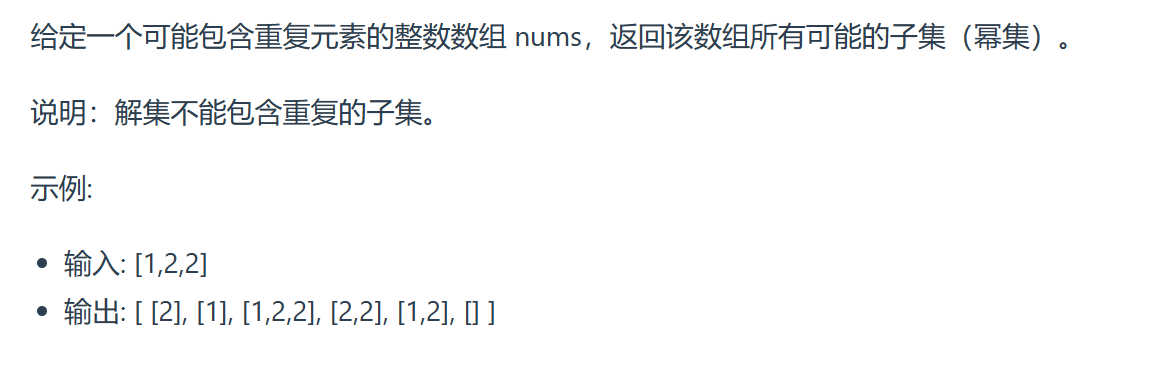 给定一个可能包含重复元素的整数数组 nums，返回该数组所有可能的子集（幂集）。
说明：解集不能包含重复的子集。
示例:
• 输入: [1,2,2]
• 输出: [ [2], [1], [1,2,2], [2,2], [1,2], [] ]